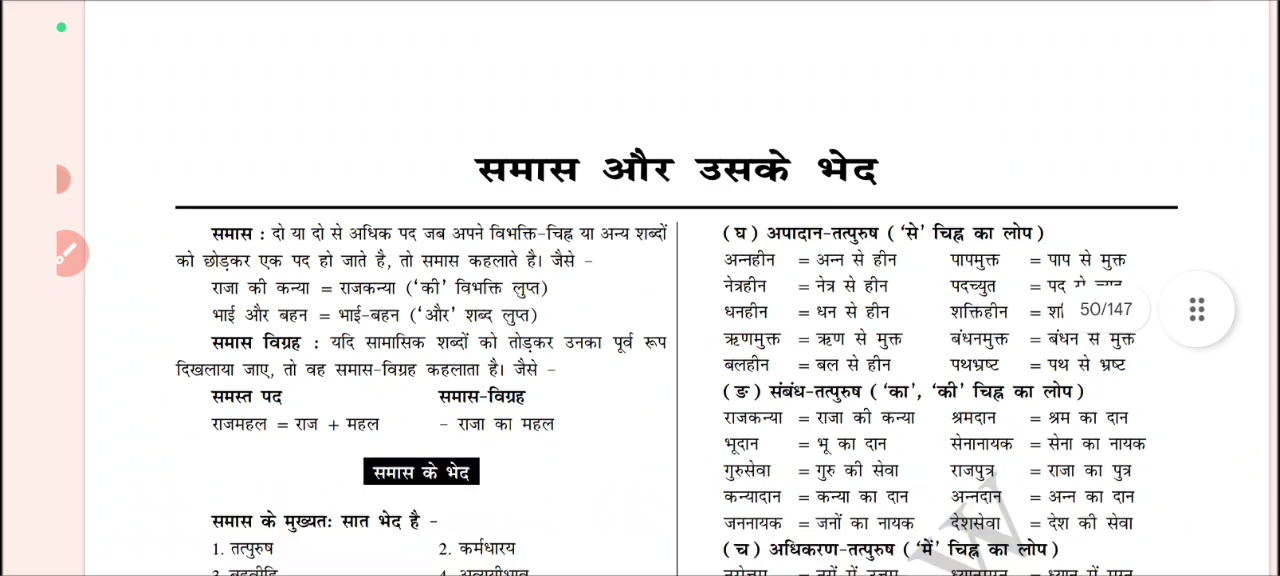 समास और उसके भेद
समास : दो या दो से अधिक पद जब अपने विभक्ति-चिह्न या अन्य शब्दों
को छोड़कर एक पद हो जाते है, तो समास कहलाते है। जैसे –
राजा की कन्या = राजकन्या (‘की’ विभक्ति लुप्त)
भाई और बहन = भाई-बहन (‘और’ शब्द लुप्त)
समास विग्रह : यदि सामासिक शब्दों को तोड़कर उनका पूर्व रूप
दिखलाया जाए, तो वह समास-विग्रह कहलाता है। जैसे –
समस्त पद समास-विग्रह
राजमहल = राज + महल – राजा का महल
समास के भेद
समास के मुख्यतः सात भेद है –
1. तत्पुरुष 2. कर्मधारय
(घ) अपादान-तत्पुरुष (‘से’ चिह्न का लोप)
अन्नहीन = अन्न से हीन पापमुक्त = पाप से मुक्त
नेत्रहीन = नेत्र से हीन पदच्युत = पद
धनहीन = धन से हीन शक्तिहीन =
ऋणमुक्त = ऋण से मुक्त बंधनमुक्त = बंधन से मुक्त
बलहीन = बल से हीन पथभ्रष्ट = पथ से भ्रष्ट
(ङ) संबंध-तत्पुरुष (‘का’, ‘की’ चिह्न का लोप)
राजकन्या = राजा की कन्या श्रमदान = श्रम का दान
भूदान = भू का दान सेनानायक = सेना का नायक
गुरुसेवा = गुरु की सेवा राजपुत्र = राजा का पुत्र
कन्यादान = कन्या का दान अन्नदान = अन्न का दान
जननायक = जनों का नायक देशसेवा = देश की सेवा
(च) अधिकरण-तत्पुरुष (‘में’ चिह्न का लोप)
50/147